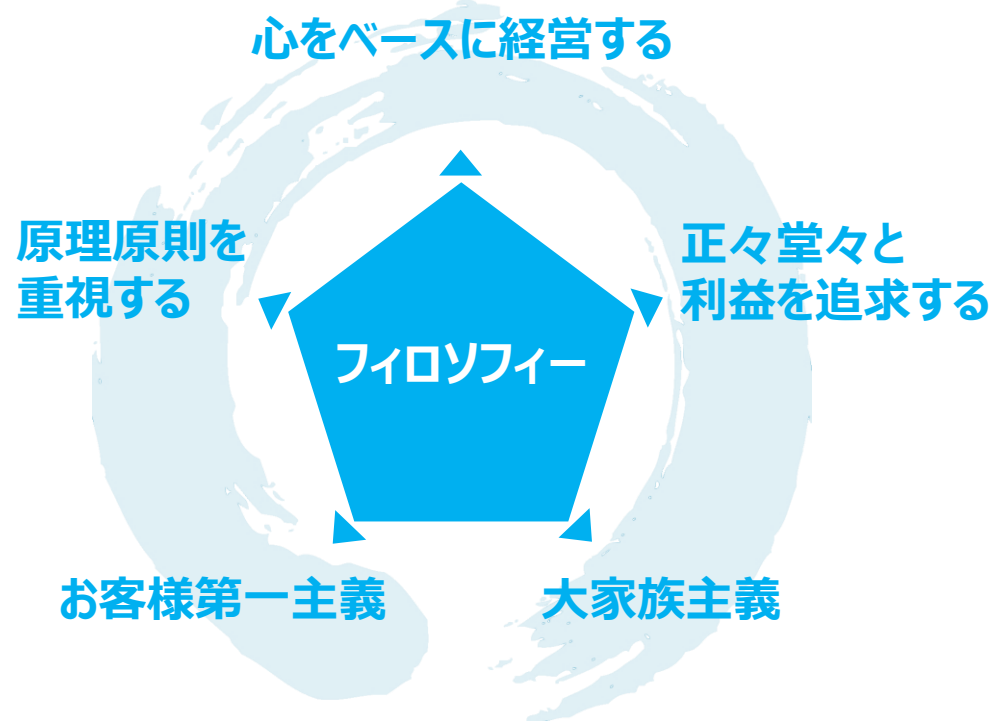 心をベースに経営する
原理原則を
重視する
正々堂々と
利益を追求する
フィロソフィー
お客様第一主義
大家族主義